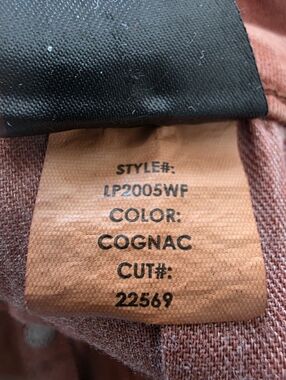 STYLE#:
LP2005WF
COLOR:
COGNAC
CUT#:
22569